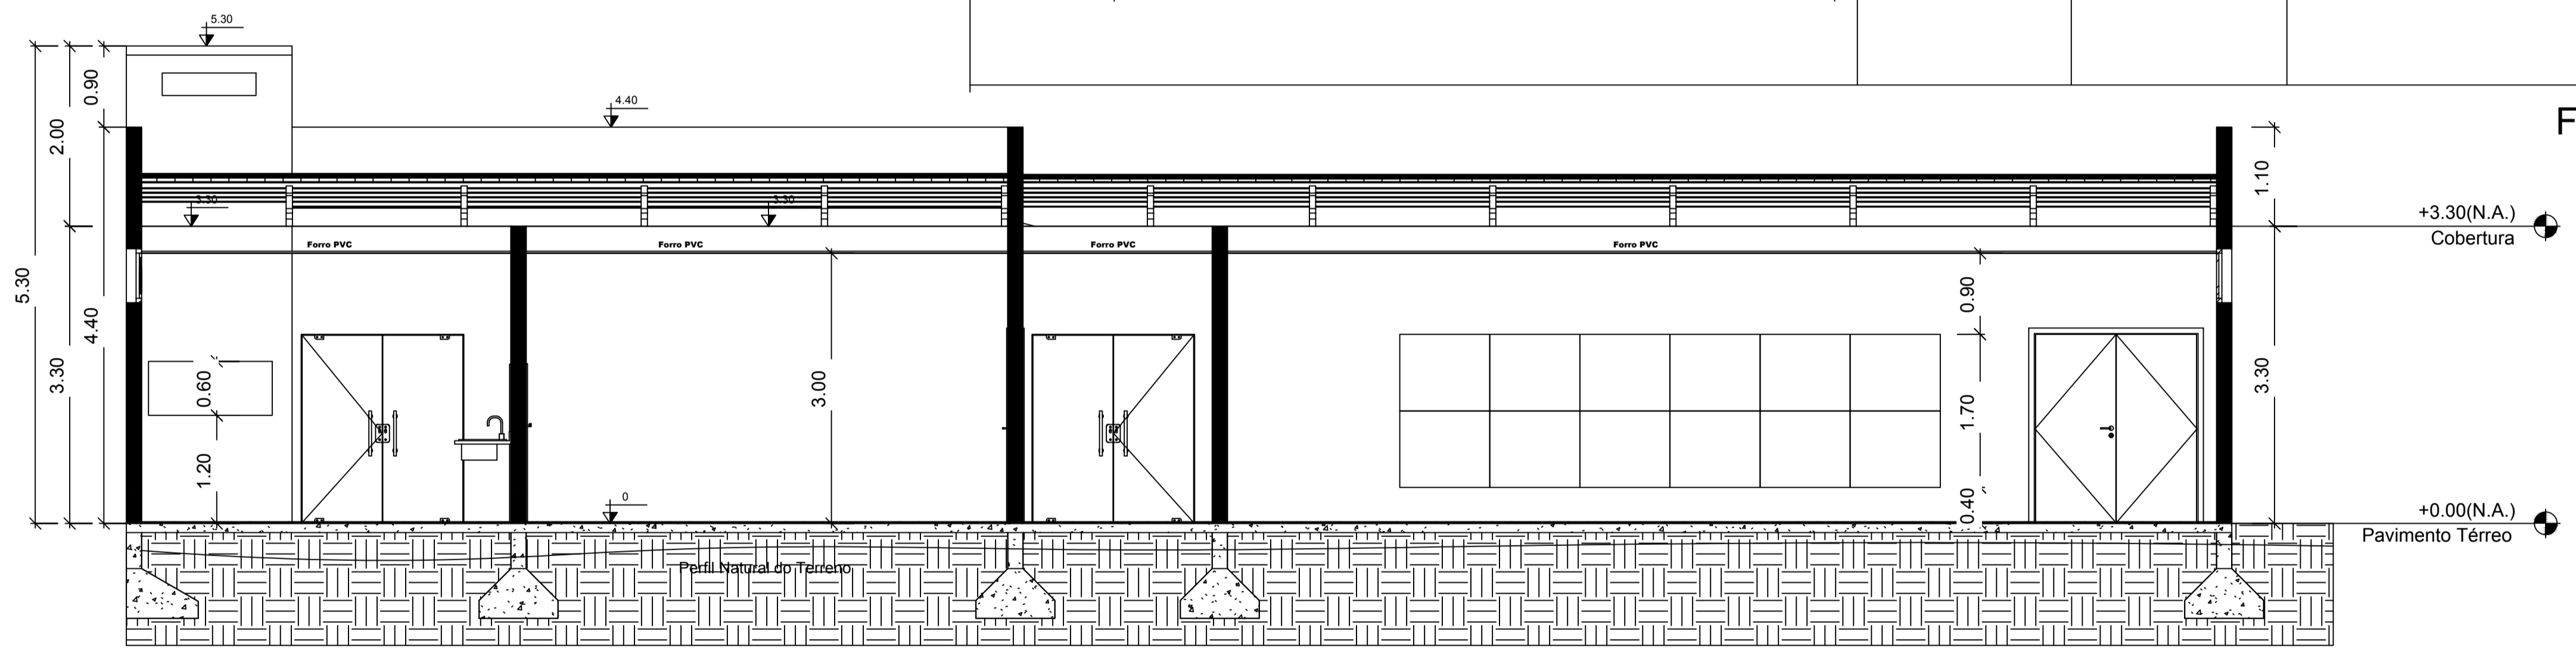 5.30
4.40
F
0.90
2.00
1.10
3.30
3.30
+3.30(N.A.)
Cobertura
Forro PVC
Forro PVC
Forro PVC
Forro PVC
5.30
4.40
3.30
0.60
1.20
3.00
0.90
1.70
0.40
3.30
0
+0.00(N.A.)
Pavimento Térreo
Perfil Natural do Terreno